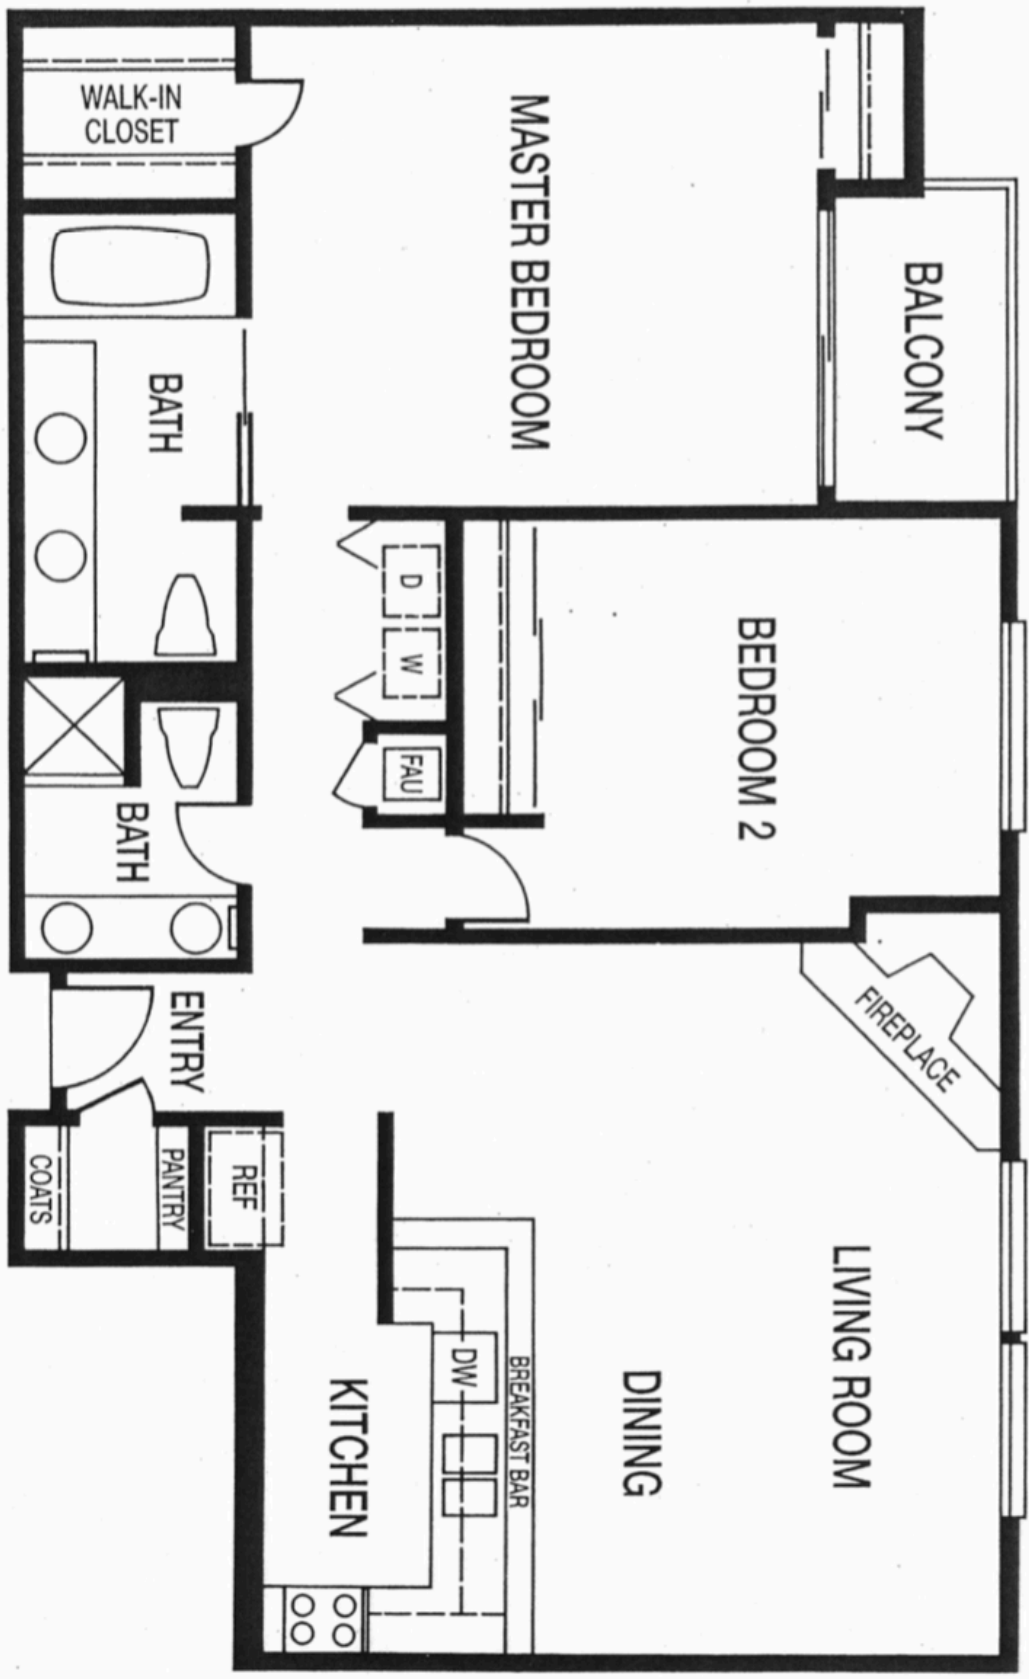 WALK-IN
CLOSET
MASTER BEDROOM
BALCONY
BATH
D
W
FAU
BEDROOM 2
BATH
ENTRY
FIREPLACE
COATS
PANTRY
REF
KITCHEN
DW
BREAKFAST BAR
DINING
LIVING ROOM